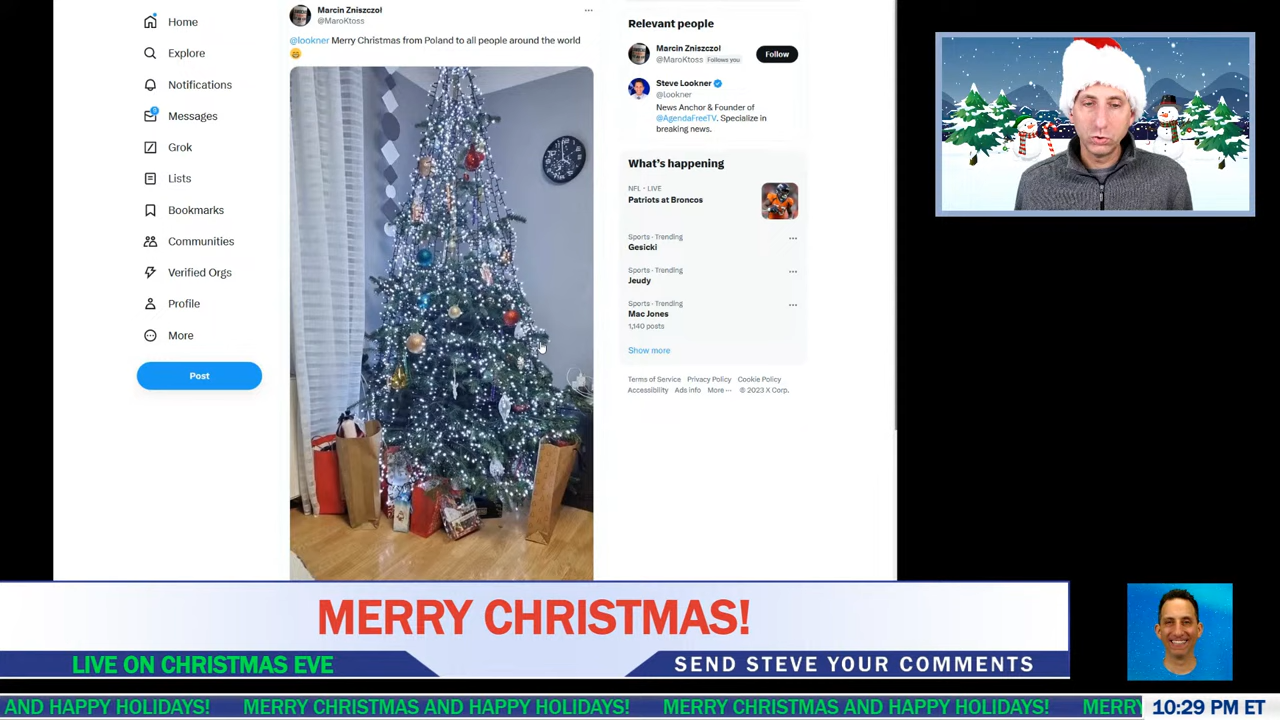 Home
Explore
Notifications
Messages
Grok
Lists
Bookmarks
Communities
Verified Orgs
Profile
More
Post
Marcin Zniszczoł
@MaroKtoss
@lookner Merry Christmas from Poland to all people around the world
Relevant people
Marcin Zniszczol
@MaroKtoss Follows you
Follow
Steve Lookner
@lookner
News Anchor & Founder of
@AgendaFreeTV. Specialize in
breaking news.
What's happening
NFL · LIVE
Patriots at Broncos
Sports · Trending
Gesicki
Sports · Trending
Jeudy
Sports · Trending
Mac Jones
1,140 posts
Show more
Terms of Service Privacy Policy Cookie Policy
Accessibility Ads info More ··· © 2023 X Corp.
MERRY CHRISTMAS!
LIVE ON CHRISTMAS EVE
SEND STEVE YOUR COMMENTS
AND HAPPY HOLIDAYS! MERRY CHRISTMAS AND HAPPY HOLIDAYS! MERRY CHRISTMAS AND HAPPY HOLIDAYS! MERRY
10:29 PM ET